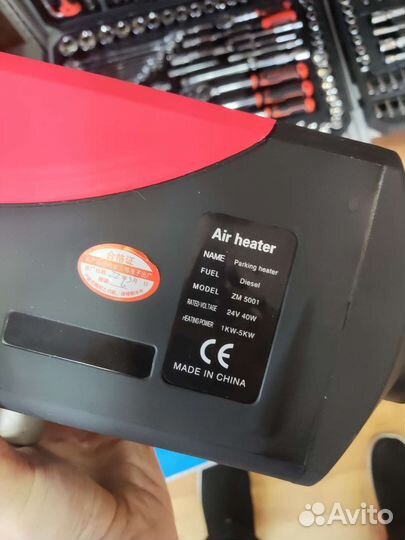 Air heater
NAME Parking heater
FUEL Diesel
MODEL ZM 5001
RATED VOLTAGE 24V 40W
rEATING POWER 1KW-5KW
CE
MADE IN CHINA
合格证
Avito